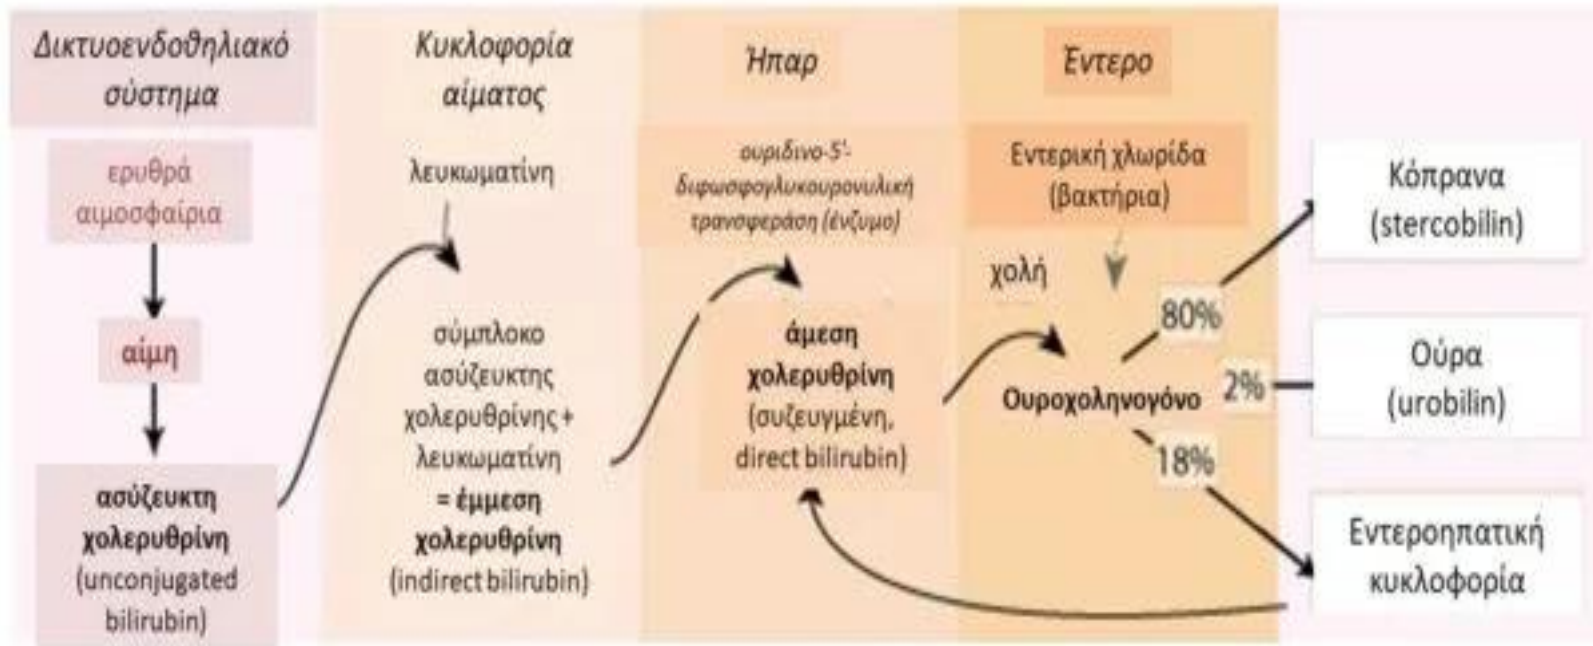 Δικτυοενδοθηλιακό
σύστημα
ερυθρά
αιμοσφαίρια
αίμη
ασύζευκτη
χολερυθρίνη
(unconjugated
bilirubin)
Κυκλοφορία
αίματος
λευκωματίνη
σύμπλοκο
ασύζευκτης
χολερυθρίνης +
λευκωματίνη
= έμμεση
χολερυθρίνη
(indirect bilirubin)
Ήπαρ
ουριδινο-5'-
διφωσφογλυκουρονυλική
τρανσφεράση (ένζυμο)
άμεση
χολερυθρίνη
(συζευγμένη,
direct bilirubin)
Έντερο
Εντερική χλωρίδα
(βακτήρια)
χολή
Ουροχοληνογόνο
80%
2%
18%
Κόπρανα
(stercobilin)
Ούρα
(urobilin)
Εντεροηπατική
κυκλοφορία